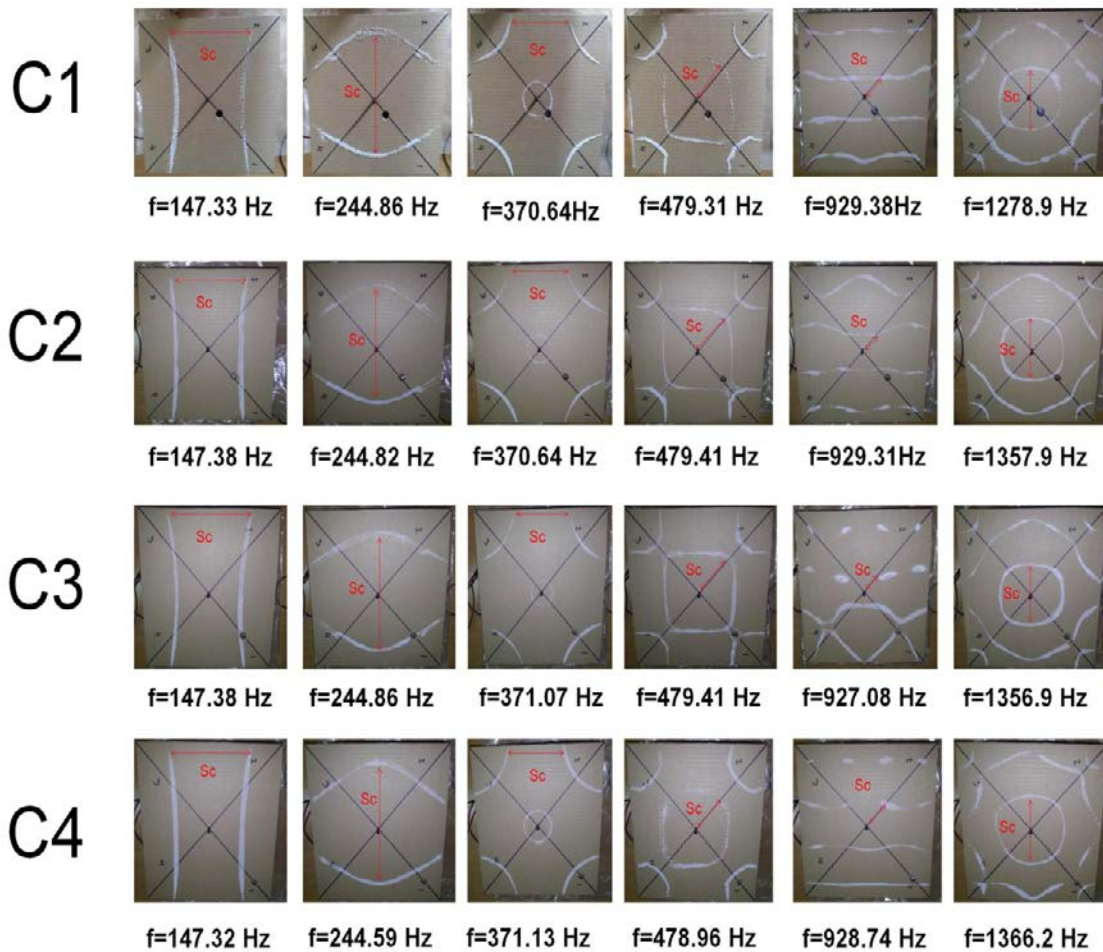 C1
Sc Sc Sc Sc Sc Sc
f=147.33 Hz f=244.86 Hz f=370.64Hz f=479.31 Hz f=929.38Hz f=1278.9 Hz
C2
Sc Sc Sc Sc Sc Sc
f=147.38 Hz f=244.82 Hz f=370.64 Hz f=479.41 Hz f=929.31Hz f=1357.9 Hz
C3
Sc Sc Sc Sc Sc Sc
f=147.38 Hz f=244.86 Hz f=371.07 Hz f=479.41 Hz f=927.08 Hz f=1356.9 Hz
C4
Sc Sc Sc Sc Sc Sc
f=147.32 Hz f=244.59 Hz f=371.13 Hz f=478.96 Hz f=928.74 Hz f=1366.2 Hz